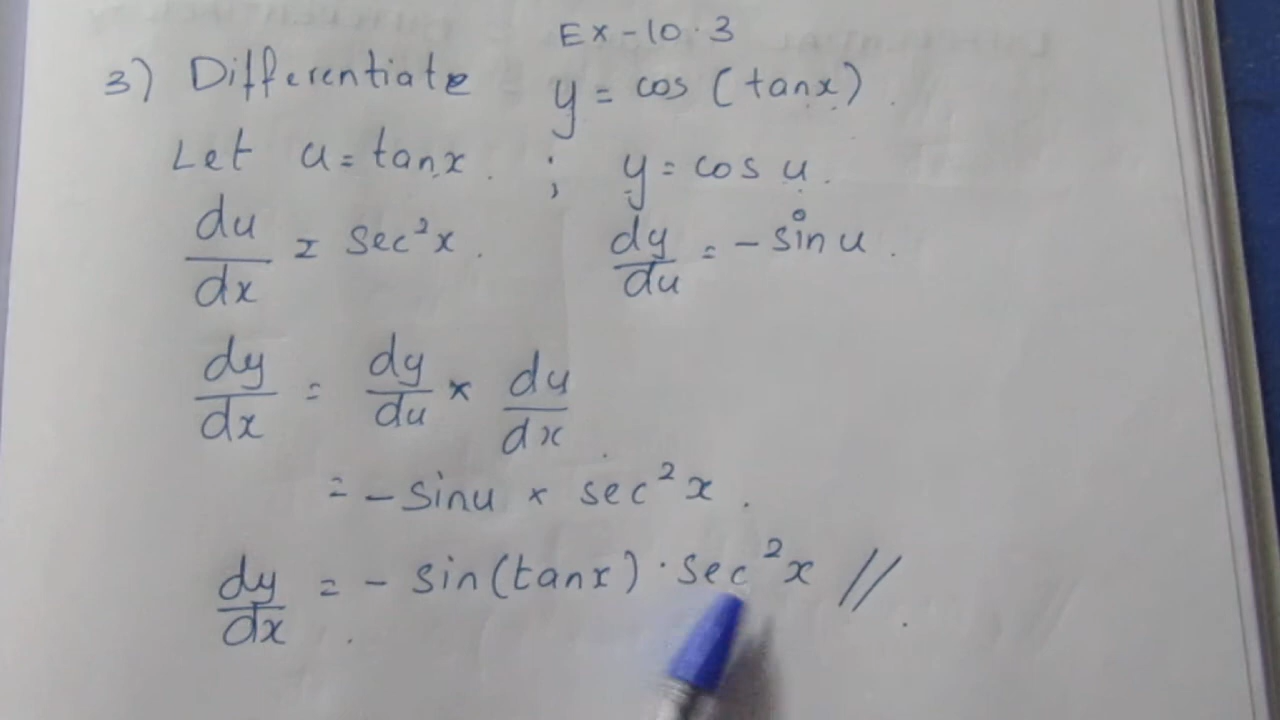 Ex-10.3
3) Differentiate y = cos (tanx).
Let u = tanx. ; y = cos u.
du/dx = sec²x. dy/du = - sin u.
dy/dx = dy/du × du/dx.
= - sinu × sec²x.
dy/dx = - sin(tanx) · sec²x //.